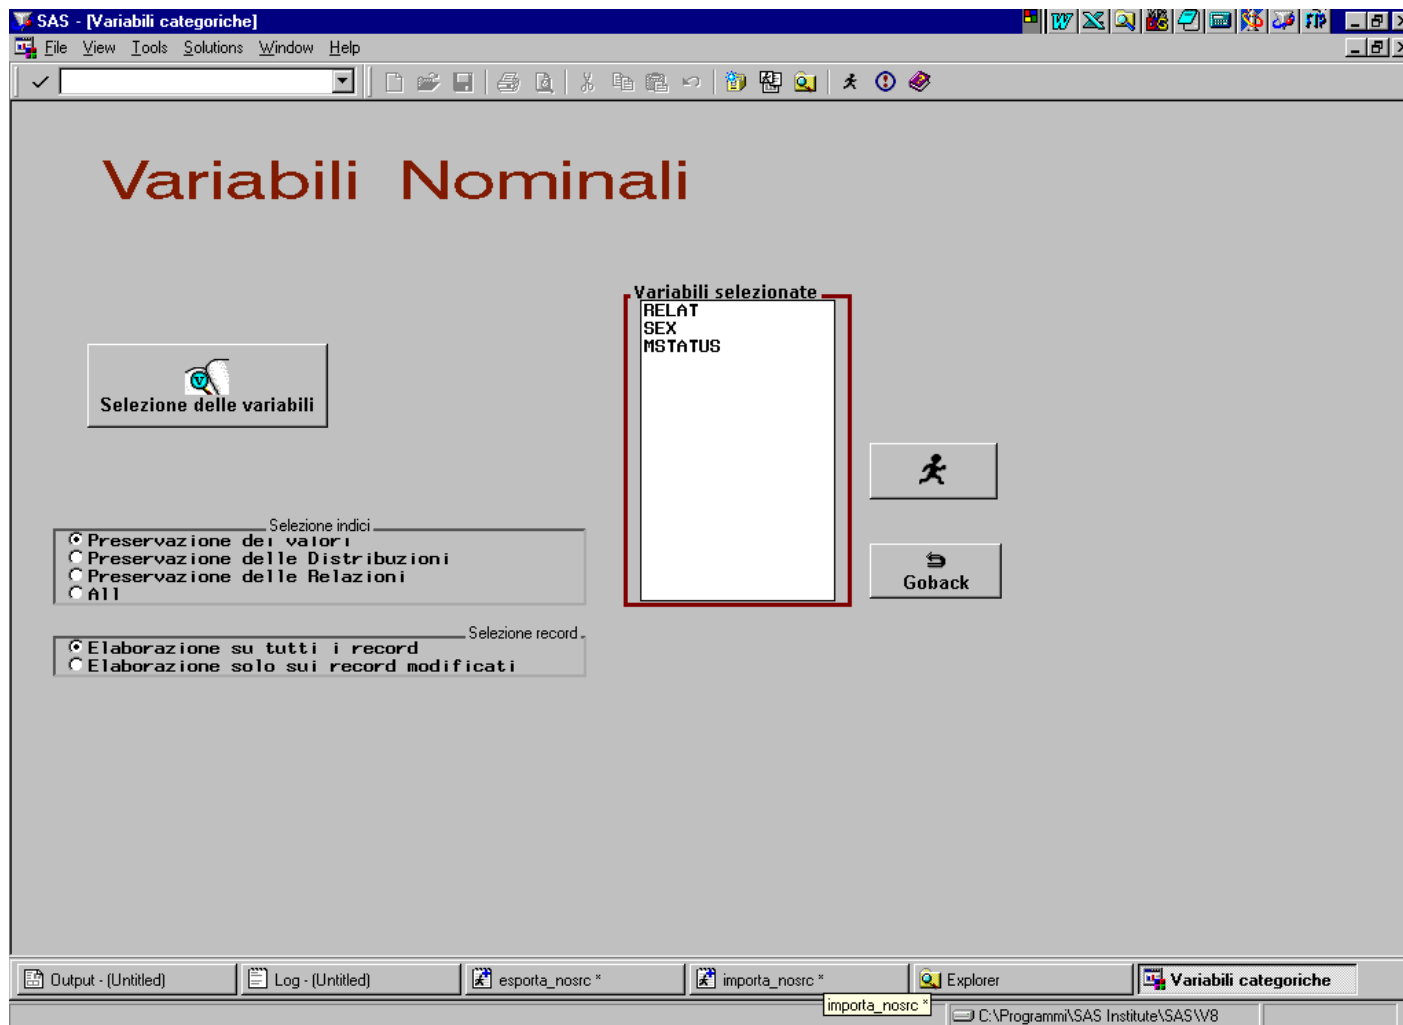 SAS - [Variabili categoriche]
File View Tools Solutions Window Help
Variabili Nominali
Variabili selezionate
RELAT
SEX
MSTATUS
Selezione delle variabili
Selezione indici
Preservazione dei valori
Preservazione delle Distribuzioni
Preservazione delle Relazioni
All
Goback
Selezione record
Elaborazione su tutti i record
Elaborazione solo sui record modificati
Output - (Untitled)
Log - (Untitled)
esporta_nosrc *
importa_nosrc *
Explorer
Variabili categoriche
importa_nosrc *
C:\Programmi\SAS Institute\SAS\V8